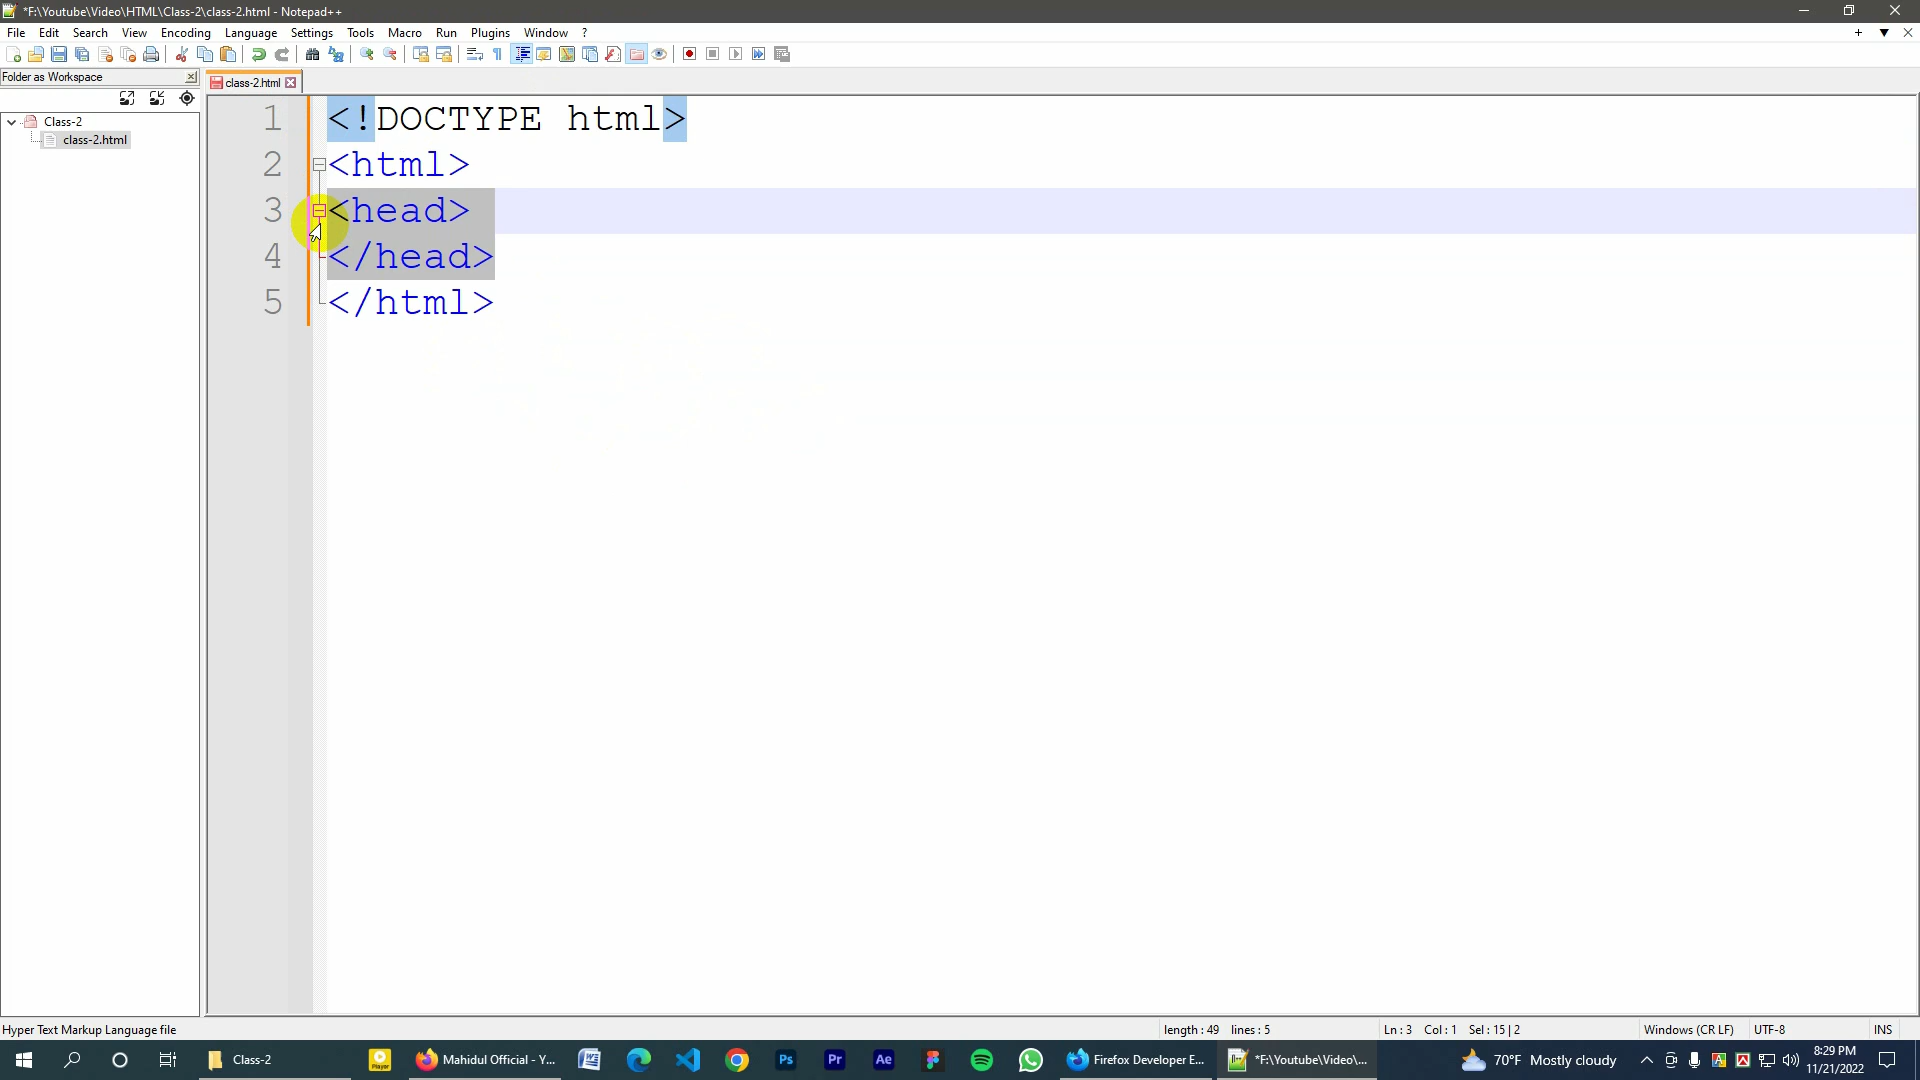 *F:\Youtube\Video\HTML\Class-2\class-2.html - Notepad++
File Edit Search View Encoding Language Settings Tools Macro Run Plugins Window ?
Folder as Workspace
class-2.html
Class-2
class-2.html
1 <!DOCTYPE html>
2 <html>
3 <head>
4 </head>
5 </html>
Hyper Text Markup Language file
length : 49 lines : 5
Ln : 3 Col : 1 Sel : 15 | 2
Windows (CR LF)
UTF-8
INS
Class-2
Player
Mahidul Official - Y...
Ps
Pr
Ae
Firefox Developer E...
*F:\Youtube\Video\...
70°F Mostly cloudy
8:29 PM
11/21/2022